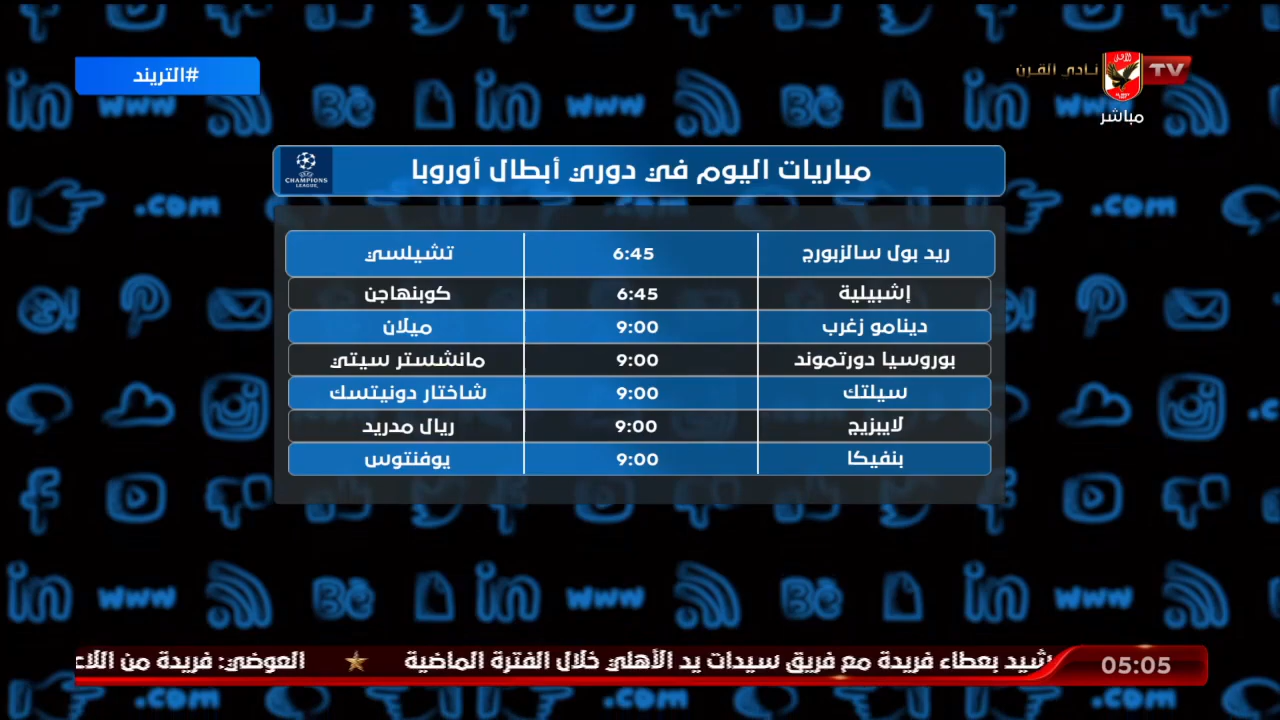 #التريند
نادي القرن
TV
مباشر
مباريات اليوم في دوري أبطال أوروبا
CHAMPIONS
LEAGUE
ريد بول سالزبورج 6:45 تشيلسي
إشبيلية 6:45 كوبنهاجن
دينامو زغرب 9:00 ميلان
بوروسيا دورتموند 9:00 مانشستر سيتي
سيلتك 9:00 شاختار دونيتسك
لايبزيج 9:00 ريال مدريد
بنفيكا 9:00 يوفنتوس
بعطاء فريدة مع فريق سيدات يد الأهلي خلال الفترة الماضية ★ العوضي: فريدة من
05:05